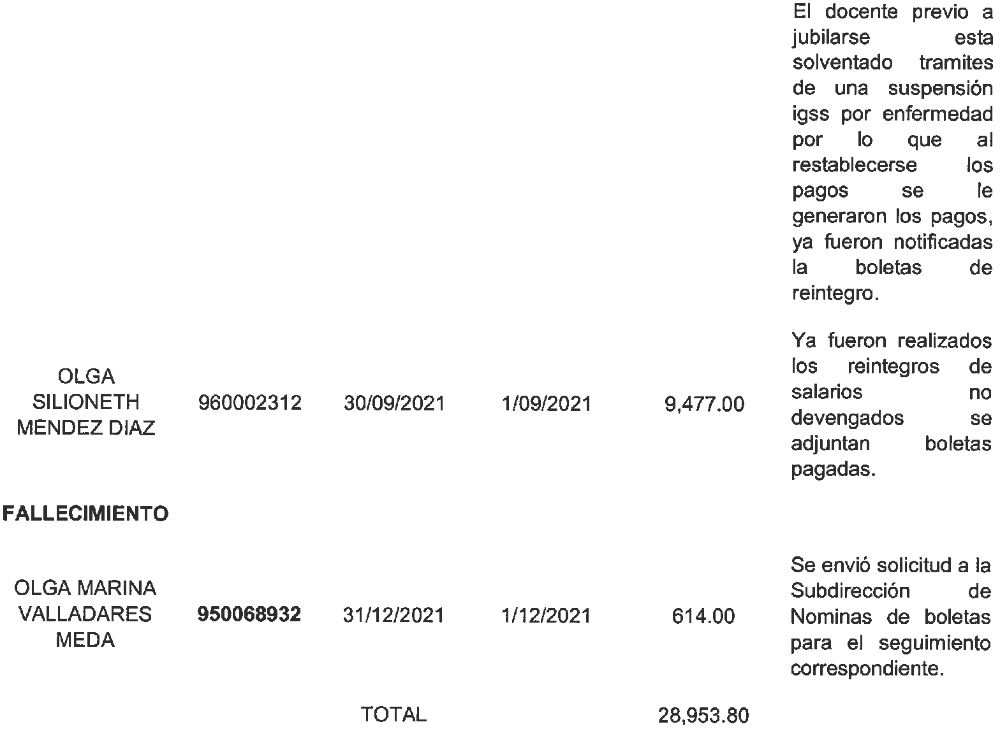 El docente previo a
jubilarse esta
solventado tramites
de una suspensión
igss por enfermedad
por lo que al
restablecerse los
pagos se le
generaron los pagos,
ya fueron notificadas
la boletas de
reintegro.
OLGA
SILIONETH
MENDEZ DIAZ
960002312
30/09/2021
1/09/2021
9,477.00
Ya fueron realizados
los reintegros de
salarios no
devengados se
adjuntan boletas
pagadas.
FALLECIMIENTO
OLGA MARINA
VALLADARES
MEDA
950068932
31/12/2021
1/12/2021
614.00
Se envió solicitud a la
Subdirección de
Nominas de boletas
para el seguimiento
correspondiente.
TOTAL 28,953.80